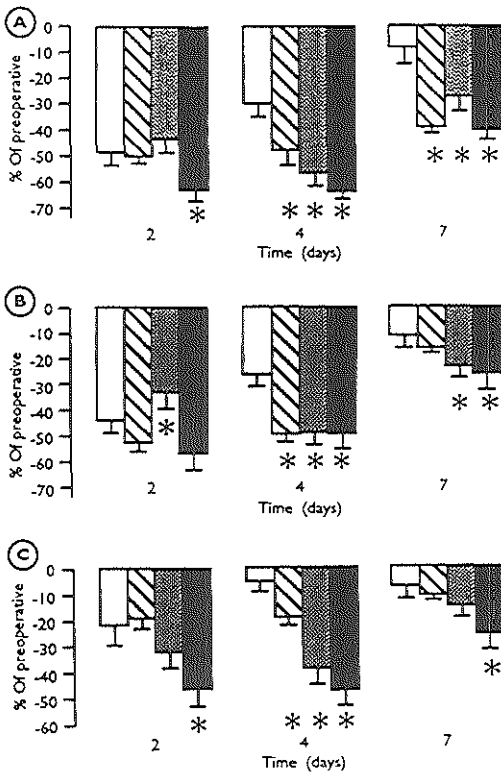 A
% Of preoperative
0
-10
-20
-30
-40
-50
-60
-70
* * * * * * *
2 4 7
Time (days)
B
% Of preoperative
0
-10
-20
-30
-40
-50
-60
-70
* * * * * *
2 4 7
Time (days)
C
% Of preoperative
0
-10
-20
-30
-40
-50
-60
* * * * *
2 4 7
Time (days)